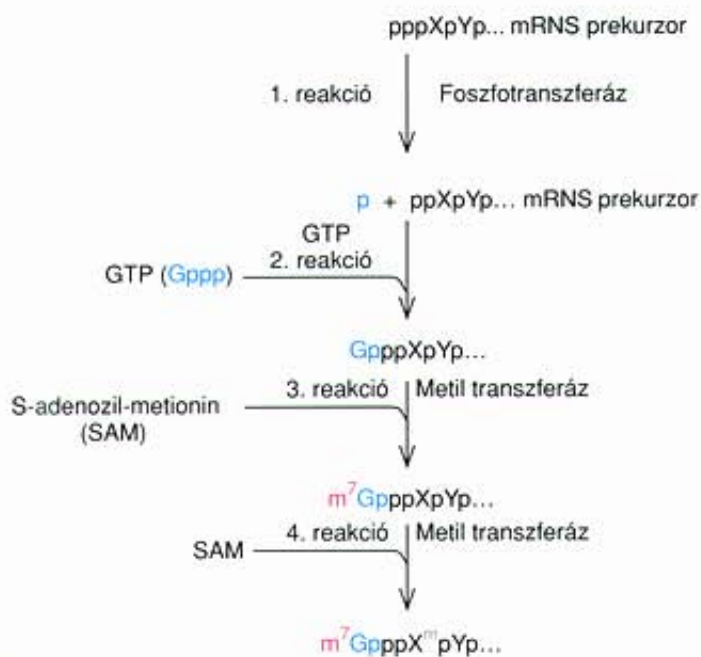 pppXpYp... mRNS prekurzor
1. reakció Foszfotranszferáz
p + ppXpYp... mRNS prekurzor
GTP
2. reakció
GTP (Gppp)
GpppXpYp...
3. reakció Metil transzferáz
S-adenozil-metionin
(SAM)
m⁷GpppXpYp...
4. reakció Metil transzferáz
SAM
m⁷GpppXᵐpYp...